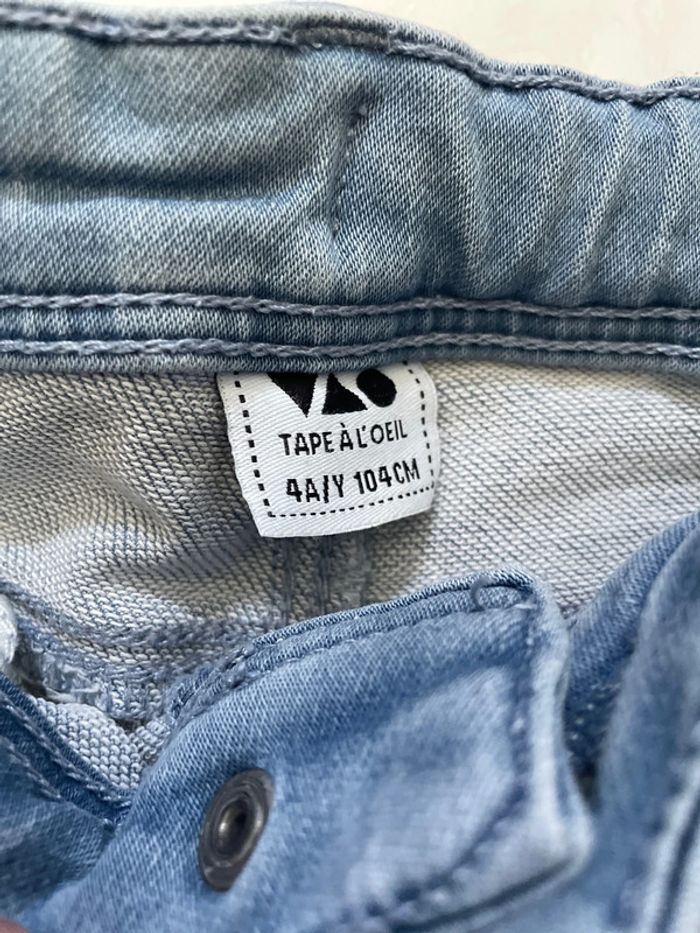 TAPE À L'OEIL
4A/Y 104CM